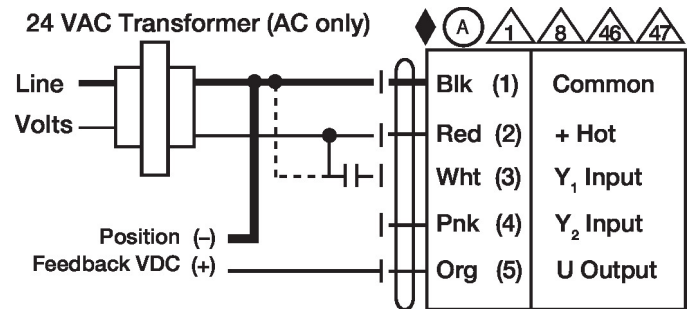 24 VAC Transformer (AC only)
A 1 8 46 47
Line
Volts
Blk (1) Common
Red (2) + Hot
Wht (3) Y₁ Input
Pnk (4) Y₂ Input
Org (5) U Output
Position (–)
Feedback VDC (+)